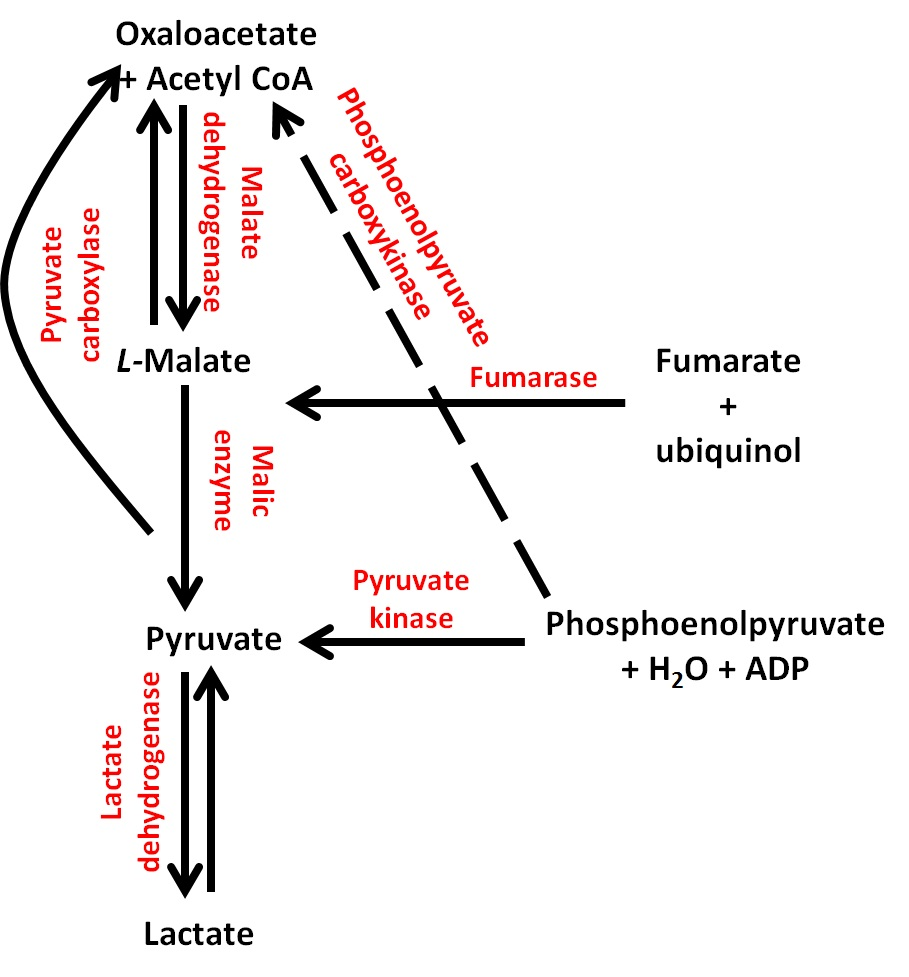 Oxaloacetate
+ Acetyl CoA
Phosphoenolpyruvate
carboxykinase
Malate
dehydrogenase
Pyruvate
carboxylase
L-Malate
Fumarase
Fumarate
+
ubiquinol
Malic
enzyme
Pyruvate
kinase
Pyruvate
Phosphoenolpyruvate
+ H₂O + ADP
Lactate
dehydrogenase
Lactate